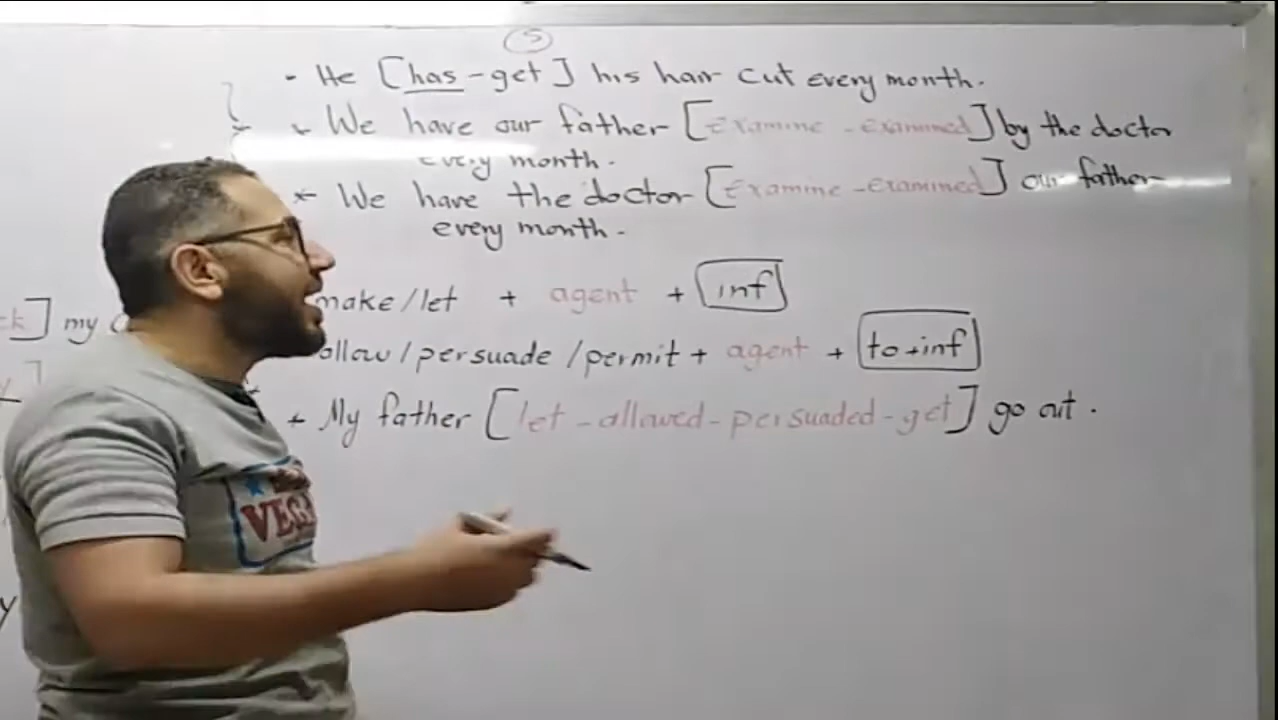 5
- He [has - get] his hair cut every month.
We have our father [examine - examined] by the doctor
every month.
* We have the doctor [examine - examined] our father
every month.
make/let + agent + inf
my
allow/persuade/permit + agent + to+inf
My father [let - allowed - persuaded - get] go out.